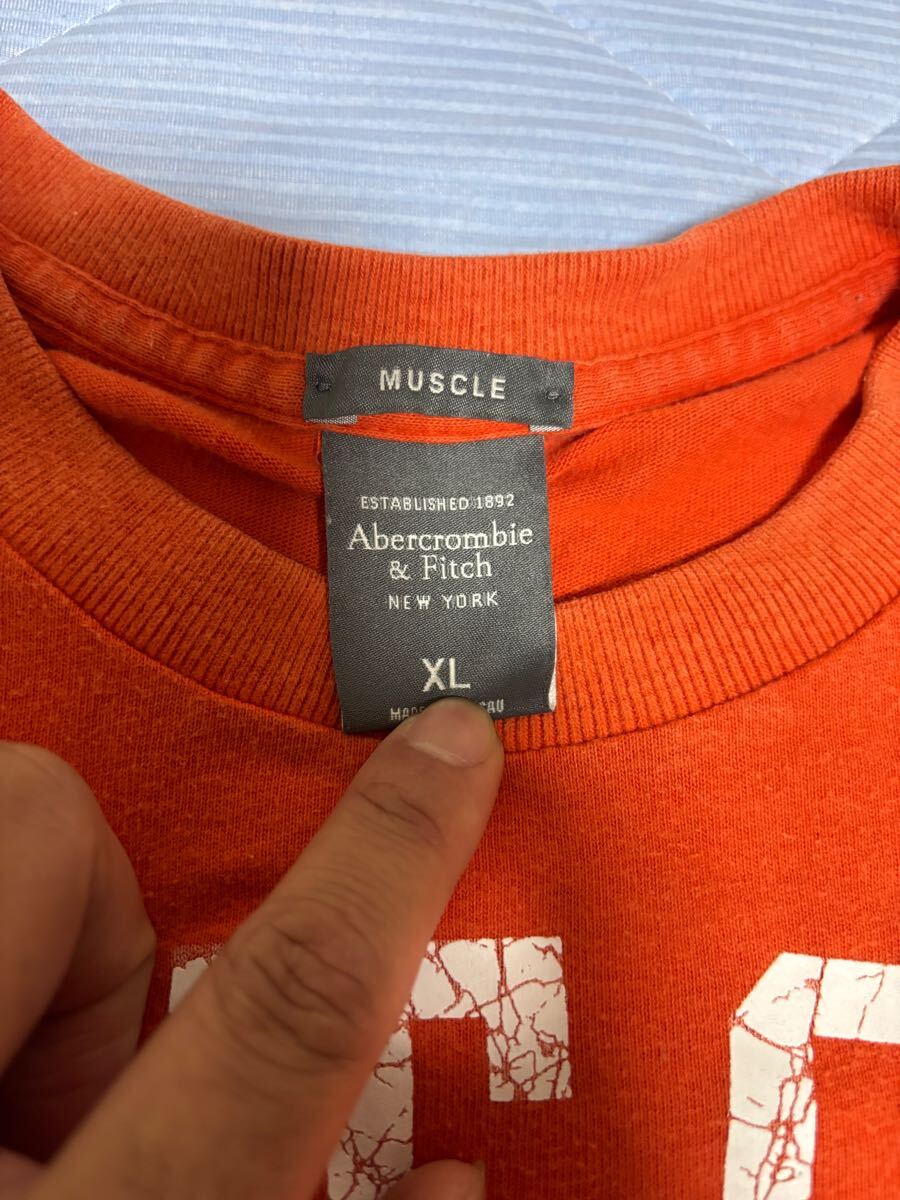 MUSCLE
ESTABLISHED 1892
Abercrombie
& Fitch
NEW YORK
XL